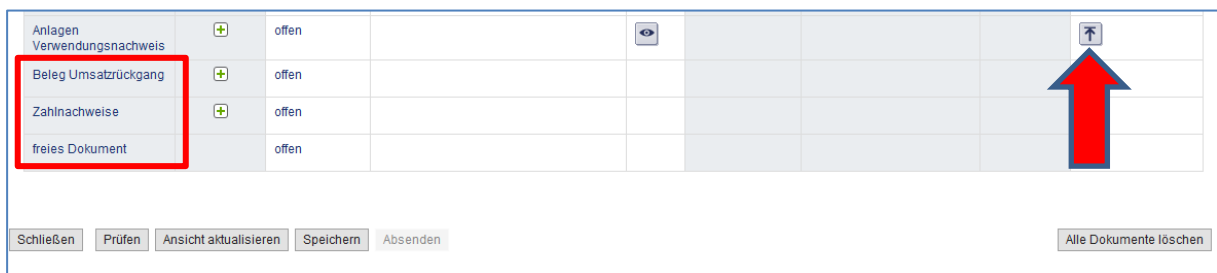 Anlagen
Verwendungsnachweis
offen
Beleg Umsatzrückgang
offen
Zahlnachweise
offen
freies Dokument
offen
Schließen Prüfen Ansicht aktualisieren Speichern Absenden Alle Dokumente löschen